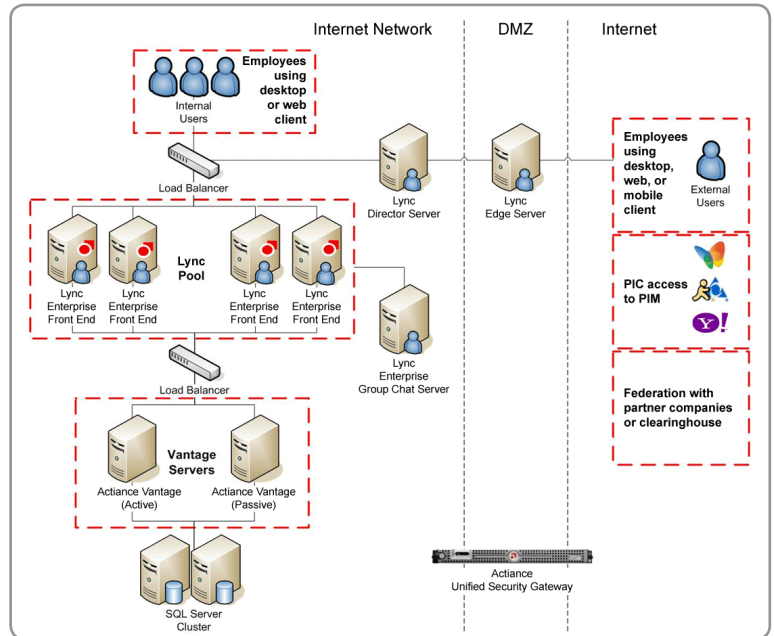 Internet Network
DMZ
Internet
Employees
using
desktop
or web
client
Internal
Users
Load Balancer
Lync
Director Server
Lync
Edge Server
Employees
using
desktop,
web, or
mobile
client
External
Users
Lync
Pool
Lync
Enterprise
Front End
Lync
Enterprise
Front End
Lync
Enterprise
Front End
Lync
Enterprise
Front End
PIC access
to PIM
Y!
Lync
Enterprise
Group Chat Server
Load Balancer
Federation with
partner companies
or clearinghouse
Vantage
Servers
Actiance Vantage
(Active)
Actiance Vantage
(Passive)
Actiance
Unified Security Gateway
SQL Server
Cluster